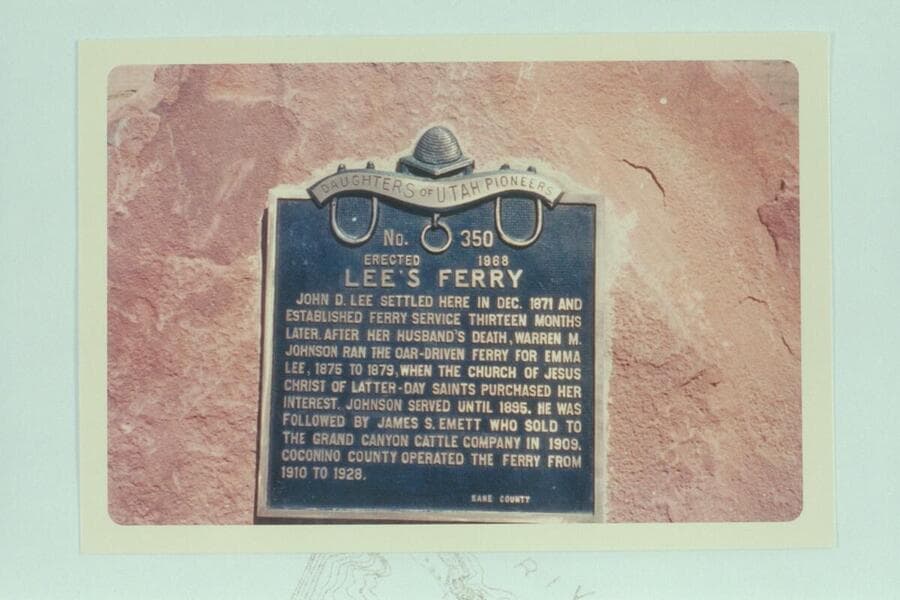 DAUGHTERS OF UTAH PIONEERS
No. 350
ERECTED 1968
LEE'S FERRY
JOHN D. LEE SETTLED HERE IN DEC. 1871 AND
ESTABLISHED FERRY SERVICE THIRTEEN MONTHS
LATER. AFTER HER HUSBAND'S DEATH, WARREN M.
JOHNSON RAN THE OAR-DRIVEN FERRY FOR EMMA
LEE, 1875 TO 1879, WHEN THE CHURCH OF JESUS
CHRIST OF LATTER-DAY SAINTS PURCHASED HER
INTEREST. JOHNSON SERVED UNTIL 1895. HE WAS
FOLLOWED BY JAMES S. EMETT WHO SOLD TO
THE GRAND CANYON CATTLE COMPANY IN 1909.
COCONINO COUNTY OPERATED THE FERRY FROM
1910 TO 1928.
KANE COUNTY